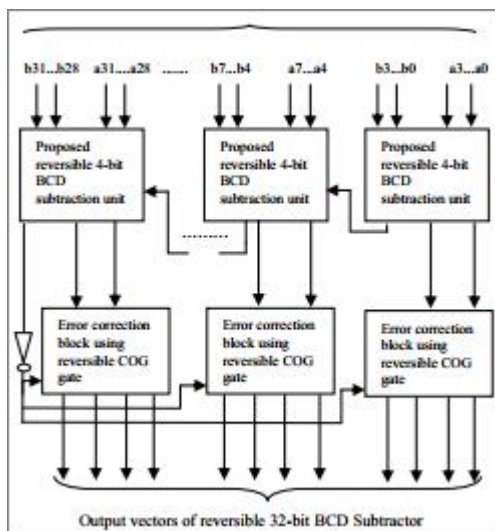 b31...b28 a31....a28 ....... b7...b4 a7...a4 b3...b0 a3...a0
Proposed
reversible 4-bit
BCD
subtraction unit
Proposed
reversible 4-bit
BCD
subtraction unit
Proposed
reversible 4-bit
BCD
subtraction unit
..........
Error correction
block using
reversible COG
gate
Error correction
block using
reversible COG
gate
Error correction
block using
reversible COG
gate
Output vectors of reversible 32-bit BCD Subtractor